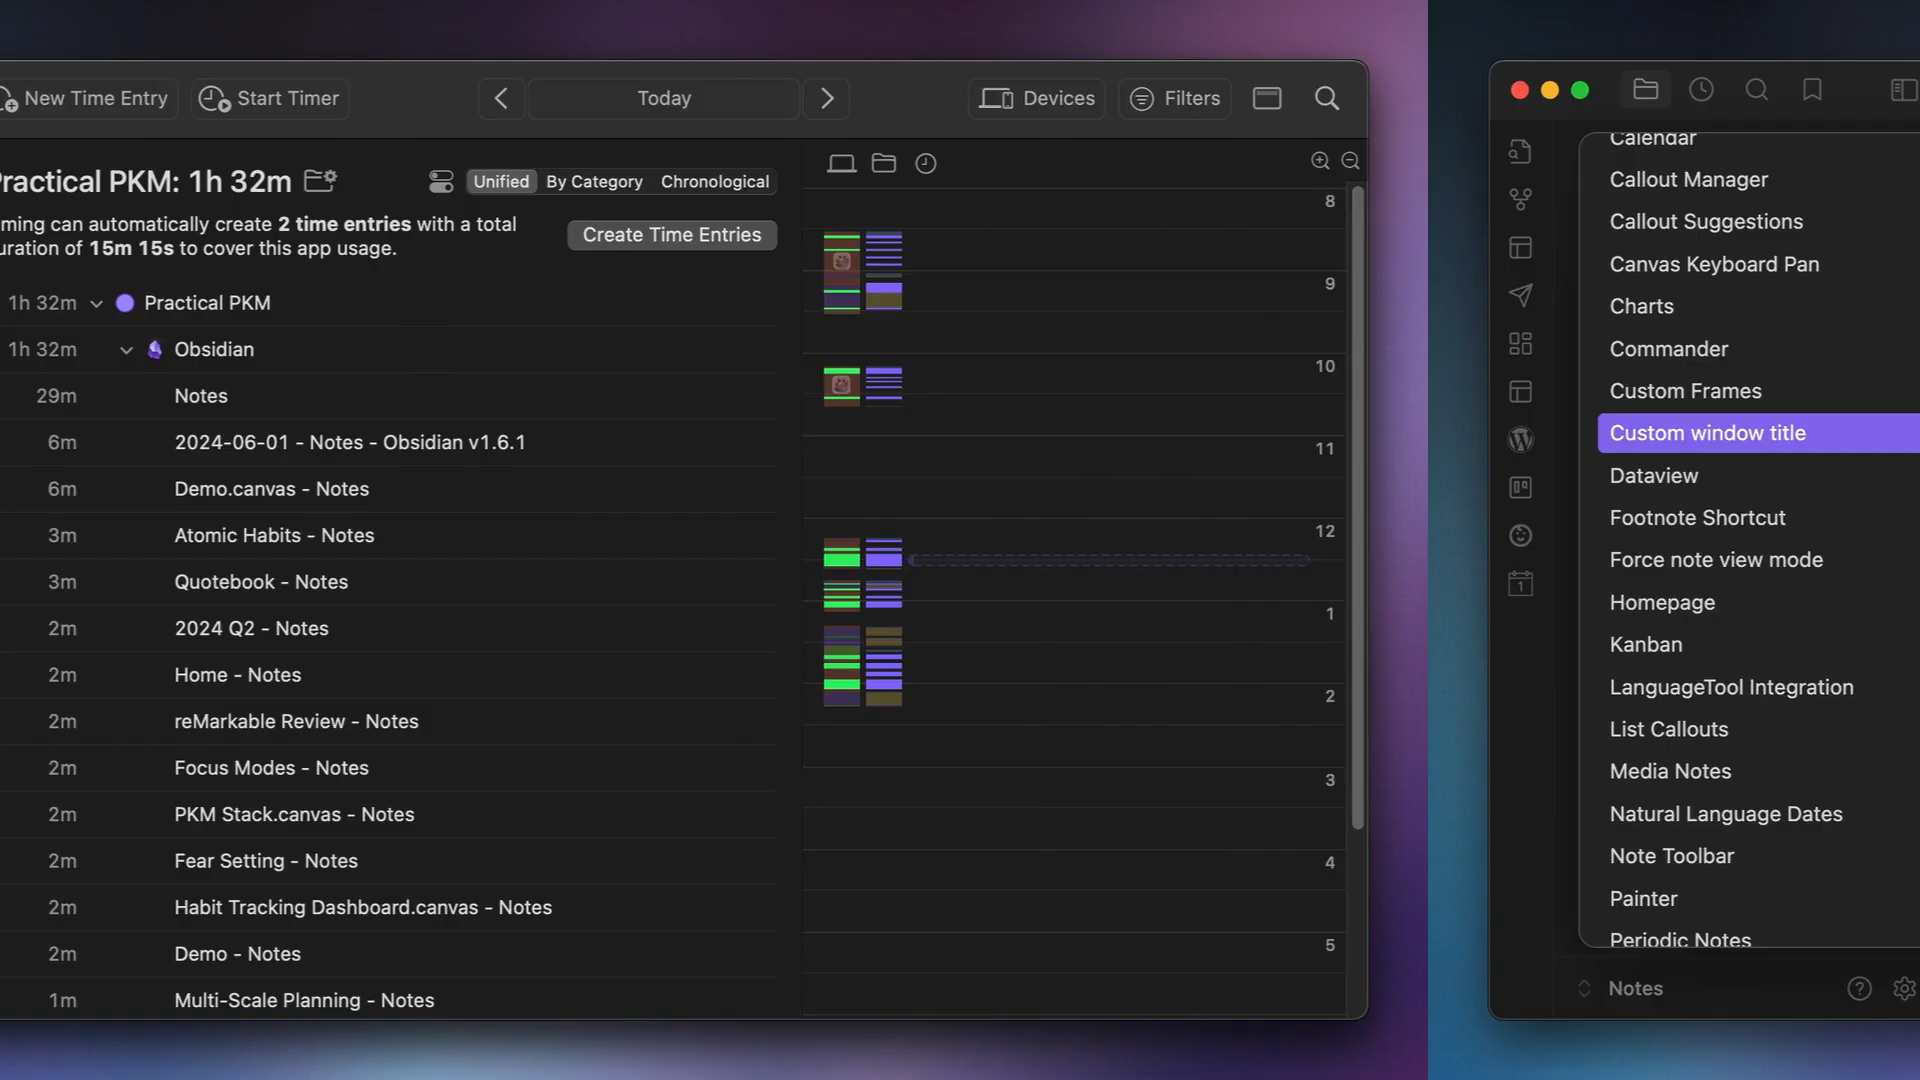 New Time Entry
Start Timer
Today
Devices
Filters
Practical PKM: 1h 32m
Unified
By Category
Chronological
ming can automatically create 2 time entries with a total
uration of 15m 15s to cover this app usage.
Create Time Entries
1h 32m Practical PKM
1h 32m Obsidian
29m Notes
6m 2024-06-01 - Notes - Obsidian v1.6.1
6m Demo.canvas - Notes
3m Atomic Habits - Notes
3m Quotebook - Notes
2m 2024 Q2 - Notes
2m Home - Notes
2m reMarkable Review - Notes
2m Focus Modes - Notes
2m PKM Stack.canvas - Notes
2m Fear Setting - Notes
2m Habit Tracking Dashboard.canvas - Notes
2m Demo - Notes
1m Multi-Scale Planning - Notes
8
9
10
11
12
1
2
3
4
5
Calendar
Callout Manager
Callout Suggestions
Canvas Keyboard Pan
Charts
Commander
Custom Frames
Custom window title
Dataview
Footnote Shortcut
Force note view mode
Homepage
Kanban
LanguageTool Integration
List Callouts
Media Notes
Natural Language Dates
Note Toolbar
Painter
Periodic Notes
1
Notes